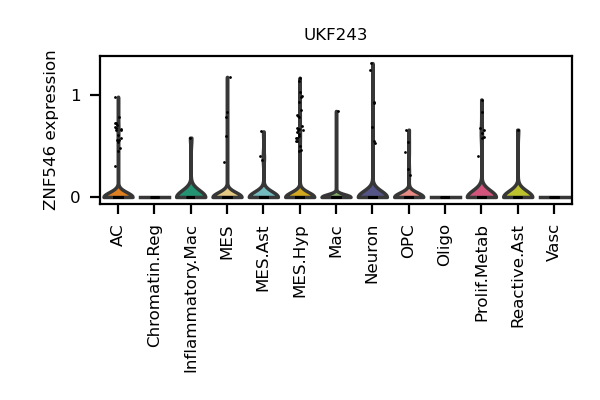 UKF243
ZNF546 expression
1
0
AC
Chromatin.Reg
Inflammatory.Mac
MES
MES.Ast
MES.Hyp
Mac
Neuron
OPC
Oligo
Prolif.Metab
Reactive.Ast
Vasc